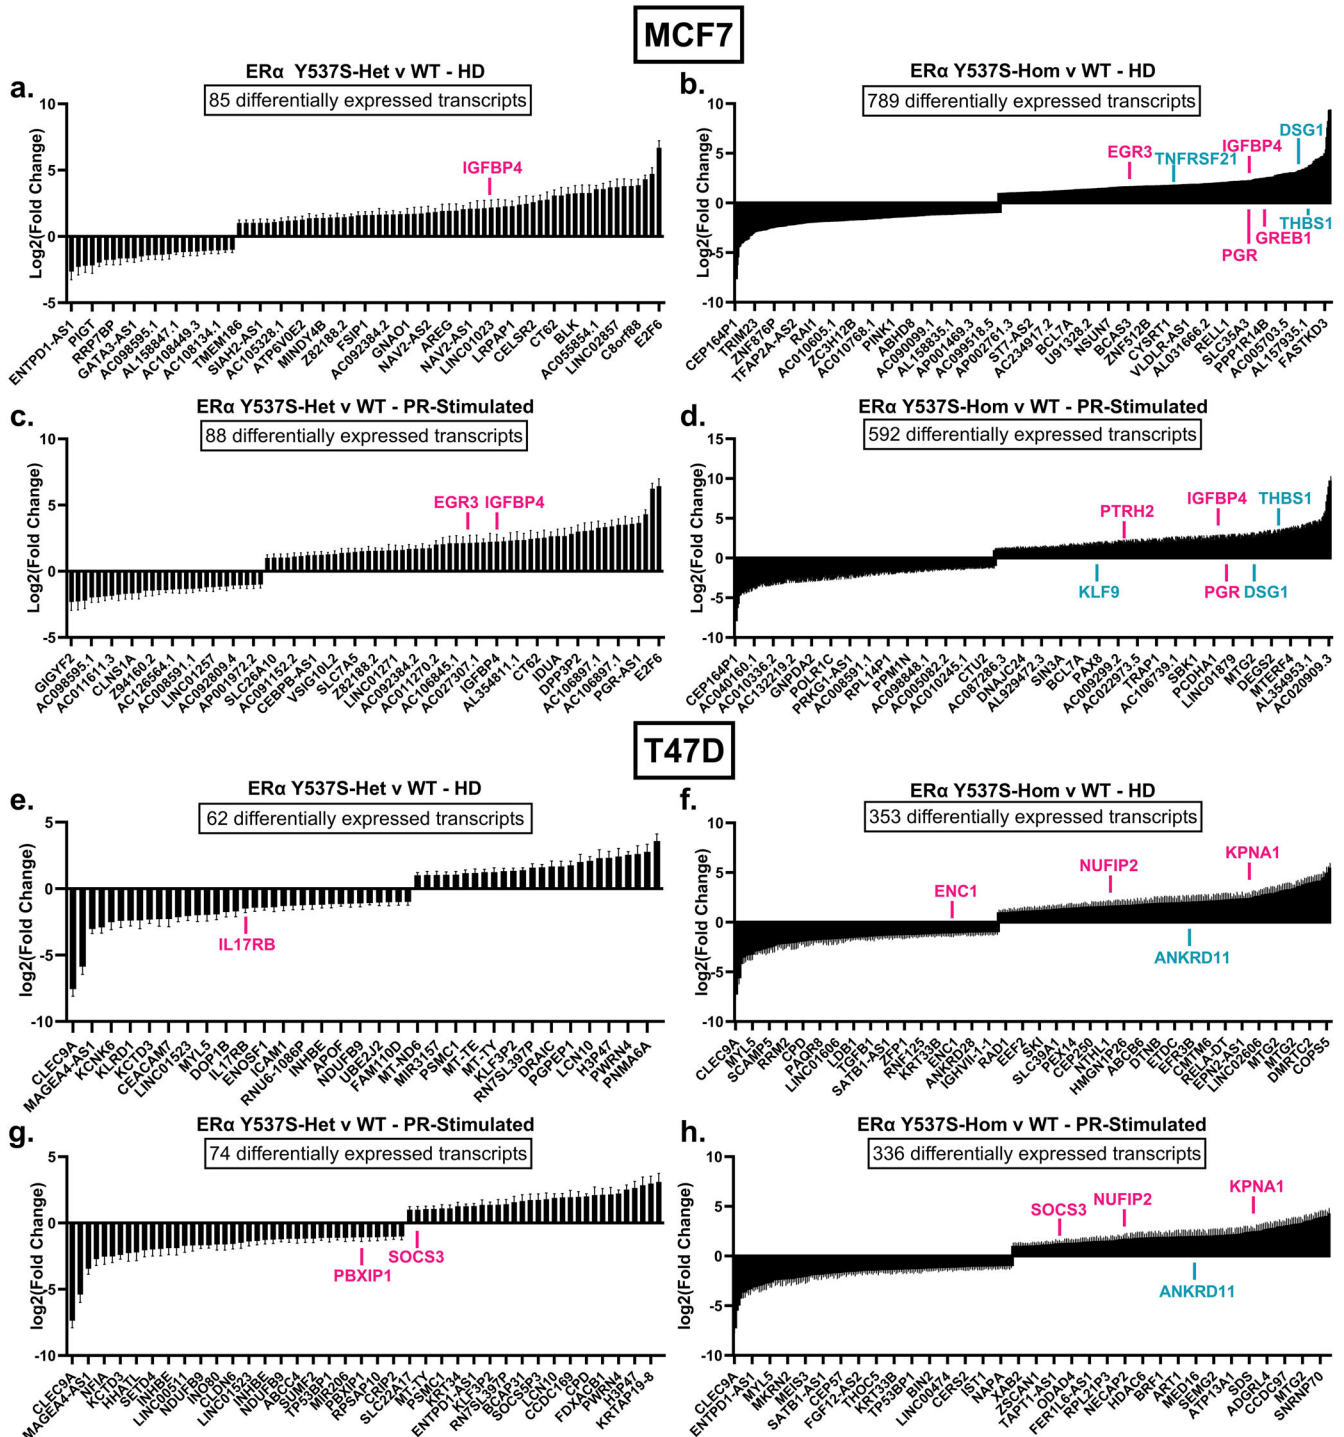 MCF7
a.
ERα Y537S-Het v WT - HD
85 differentially expressed transcripts
Log2(Fold Change)
10
5
0
-5
IGFBP4
ENTPD1-AS1
PIGT
RRP7BP
GATA3-AS1
AC098595.1
AL158847.1
AC108449.3
AC108134.1
TMEM186
SIAH2-AS1
AC105328.1
ATP6V0E2
MINDY4B
Z82188.2
FSIP1
AC092384.2
GNAO1
NAV2-AS2
AREG
NAV2-AS1
LINC01023
LRPAP1
CELSR2
CT62
BLK
AC055854.1
LINC02857
C8orf88
E2F6
b.
ERα Y537S-Hom v WT - HD
789 differentially expressed transcripts
Log2(Fold Change)
10
5
0
-5
-10
EGR3
TNFRSF21
IGFBP4
DSG1
THBS1
GREB1
PGR
CEP164P1
TRIM23
ZNF876P
TFAP2A-AS2
RAI1
AC010605.1
ZC3H12B
AC010768.1
PINK1
ABHD8
AC009099.1
AL158835.1
AP001469.3
AC099518.5
AP002761.3
ST7-AS2
AC234917.2
BCL7A
U91328.2
NSUN7
BCAS3
ZNF512B
CYSRT1
VLDLR-AS1
AL031666.2
RELL1
SLC35A3
PPP1R14B
AC005703.5
AL157935.1
FASTKD3
c.
ERα Y537S-Het v WT - PR-Stimulated
88 differentially expressed transcripts
Log2(Fold Change)
10
5
0
-5
EGR3
IGFBP4
GIGYF2
AC098595.1
AC011611.3
CLNS1A
Z94160.2
AC126564.1
AC008591.1
LINC01257
AC092809.4
AP001972.2
SLC26A10
AC091152.2
CEBPB-AS1
VSIG10L2
SLC7A5
Z82188.2
LINC01271
AC092384.2
AC011270.2
AC106845.1
AC027307.1
IGFBP4
AL354811.1
CT62
IDUA
DPP3P2
AC108967.1
AC106897.1
PGR-AS1
E2F6
d.
ERα Y537S-Hom v WT - PR-Stimulated
592 differentially expressed transcripts
Log2(Fold Change)
15
10
5
0
-5
-10
PTRH2
IGFBP4
THBS1
KLF9
PGR
DSG1
CEP164P1
AC040160.1
AC010336.2
AC132219.2
GNPDA2
POLR1C
PRKG1-AS1
RPL14P1
AC008591.1
PPM1N
AC098848.1
AC005082.2
AC010245.1
CTU2
AC087286.3
DNAJC24
AL929472.3
SIN3A
BCL7A
PAX8
AC009299.2
AC022973.5
TRAP1
AC106739.1
SBK1
PCDHA1
LINC01879
MTG2
DEGS2
MTERF4
AL354953.1
AC020909.3
T47D
e.
ERα Y537S-Het v WT - HD
62 differentially expressed transcripts
log2(Fold Change)
5
0
-5
-10
IL17RB
CLEC9A
MAGEA4-AS1
KCNK6
KLRD1
KCTD3
CEACAM7
LINC01523
MYL5
DOP1B
IL17RB
ENOSF1
ICAM1
RNU6-1086P
INHBE
APOF
NDUFB9
UBE2J2
FAM110D
MT-ND6
MIR3157
PSMC1
MT-TE
MT-TY
KLF3P2
RN7SL397P
DRAIC
PGPEP1
LCN10
H3P47
PWRN4
PNMA6A
f.
ERα Y537S-Hom v WT - HD
353 differentially expressed transcripts
log2(Fold Change)
10
5
0
-5
-10
ENC1
NUFIP2
KPNA1
ANKRD11
CLEC9A
MYL5
SCAMP5
RRM2
CPD
PAQR8
LINC01606
LDB1
TGFB1
SATB1-AS1
ZFP1
RNF125
KRT33B
ENC1
ANKRD28
IGHVII-1-1
RAD1
EEF2
SKI
SLC39A1
PEX14
CEP250
CTHL1
HMGN1P26
ABCB6
DTNB
ETDC
E2F3B
CMTM6
RELA-DT
EPN2-AS1
LINC02606
MTG2
MTG2
DMRTC2
COPS5
g.
ERα Y537S-Het v WT - PR-Stimulated
74 differentially expressed transcripts
log2(Fold Change)
5
0
-5
-10
PBXIP1
SOCS3
CLEC9A
MAGEA4-AS1
NFIA
KCTD3
HHATL
SETD4
INHBE
LINC00511
NDUFB9
INO80
CLDN6
LINC01523
INHBE
NDUFB9
ABCC4
SUMF2
TP53BP1
MIR206
PBXIP1
RPSAP10
CCRIP2
SLC22A17
MT-TY
PSMC1
KRT34
ENTPD1-AS1
KLF3P2
RN7SL397P
BCAP31
SOCS5P3
LCN10
CCDC169
CPD
FDXACB1
PWRN4
H3P47
KRTAP19-8
h.
ERα Y537S-Hom v WT - PR-Stimulated
336 differentially expressed transcripts
log2(Fold Change)
10
5
0
-5
-10
SOCS3
NUFIP2
KPNA1
ANKRD11
CLEC9A
ENTPD1-AS1
MYL5
MKRN2
MEIS3
SATB1-AS1
CEP57
FGF12-AS2
THOC5
KRT33B
TP53BP1
BIN2
LINC00474
CERS2
IST1
NAPA
XAB2
ZSCAN1
TAPT1-AS1
ODAD4
FER1L6-AS1
RPL21P3
NECAP2
HDAC6
BRF1
ART1
MED16
SEMG2
ATP13A1
SDS
ADGRL4
CCDC97
MTG2
SNRNP70